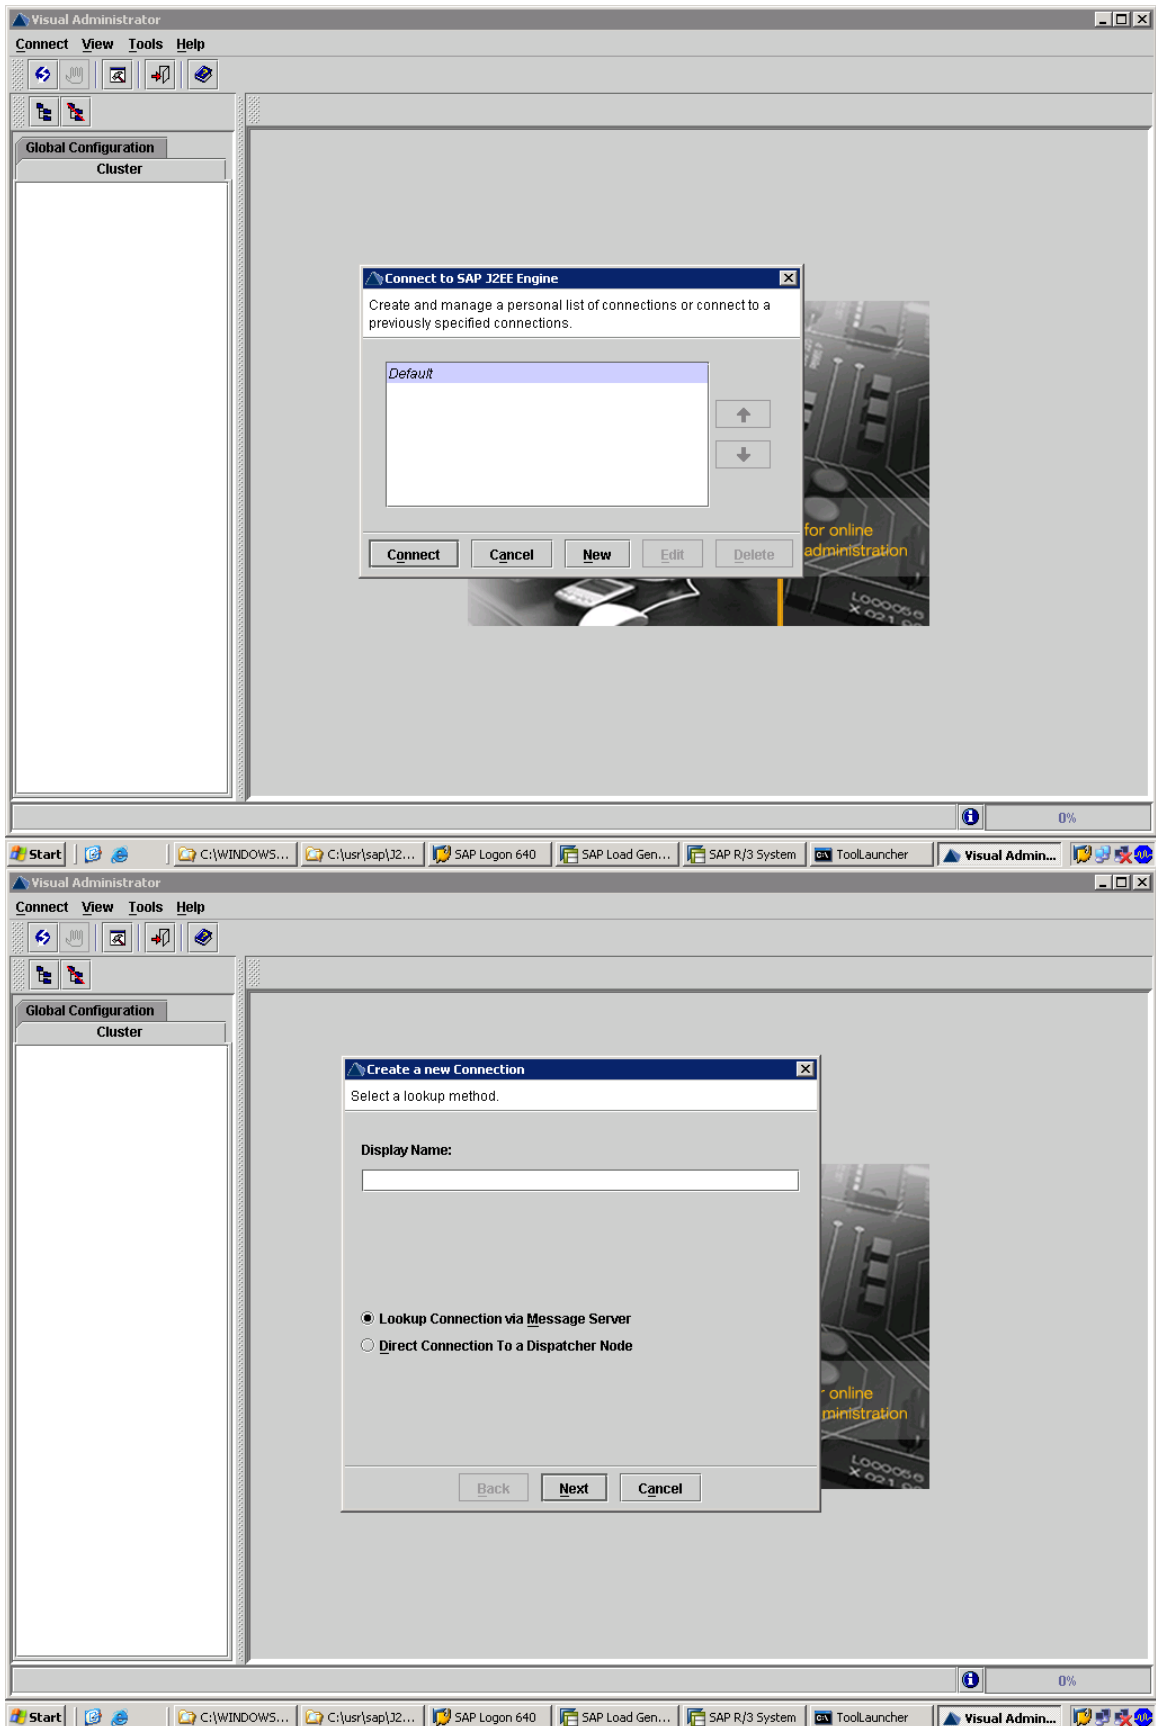 Visual Administrator
Connect View Tools Help
Global Configuration
Cluster
Connect to SAP J2EE Engine
Create and manage a personal list of connections or connect to a
previously specified connections.
Default
for online
administration
L000056
Connect Cancel New Edit Delete
0%
Start C:\WINDOWS... C:\usr\sap\J2... SAP Logon 640 SAP Load Gen... SAP R/3 System ToolLauncher Visual Admin...
Visual Administrator
Connect View Tools Help
Global Configuration
Cluster
Create a new Connection
Select a lookup method.
Display Name:
Lookup Connection via Message Server
Direct Connection To a Dispatcher Node
online
ministration
L000056
Back Next Cancel
0%
Start C:\WINDOWS... C:\usr\sap\J2... SAP Logon 640 SAP Load Gen... SAP R/3 System ToolLauncher Visual Admin...